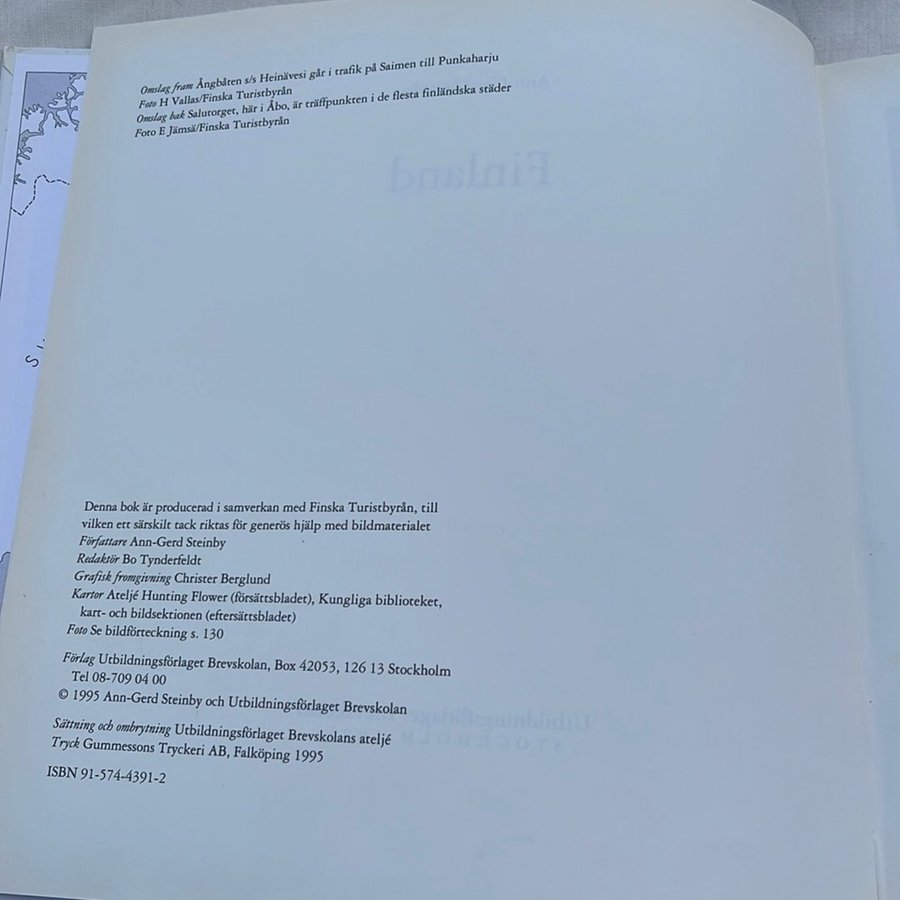 Omslag fram Ångbåten s/s Heinävesi går i trafik på Saimen till Punkaharju
Foto H Vallas/Finska Turistbyrån
Omslag bak Salutorget, här i Åbo, är träffpunkten i de flesta finländska städer
Foto E Jämsä/Finska Turistbyrån
Finland
Denna bok är producerad i samverkan med Finska Turistbyrån, till
vilken ett särskilt tack riktas för generös hjälp med bildmaterialet
Författare Ann-Gerd Steinby
Redaktör Bo Tynderfeldt
Grafisk fromgivning Christer Berglund
Kartor Ateljé Hunting Flower (försättsbladet), Kungliga biblioteket,
kart- och bildsektionen (eftersättsbladet)
Foto Se bildförteckning s. 130
Förlag Utbildningsförlaget Brevskolan, Box 42053, 126 13 Stockholm
Tel 08-709 04 00
© 1995 Ann-Gerd Steinby och Utbildningsförlaget Brevskolan
Utbildningsförlaget
STOCKHOLM
Sättning och ombrytning Utbildningsförlaget Brevskolans ateljé
Tryck Gummessons Tryckeri AB, Falköping 1995
ISBN 91-574-4391-2